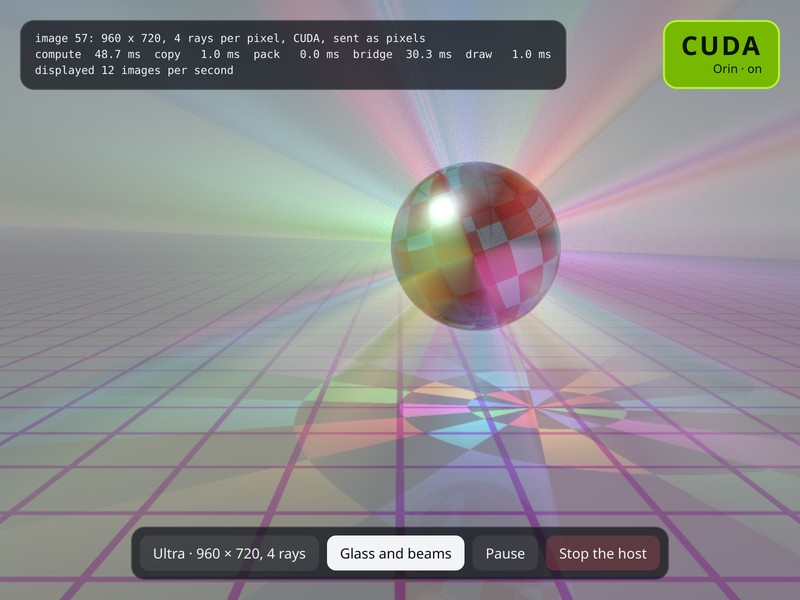 image 57: 960 x 720, 4 rays per pixel, CUDA, sent as pixels
compute  48.7 ms  copy   1.0 ms  pack   0.0 ms  bridge  30.3 ms  draw   1.0 ms
displayed 12 images per second
CUDA
Orin · on
Ultra · 960 × 720, 4 rays
Glass and beams
Pause
Stop the host